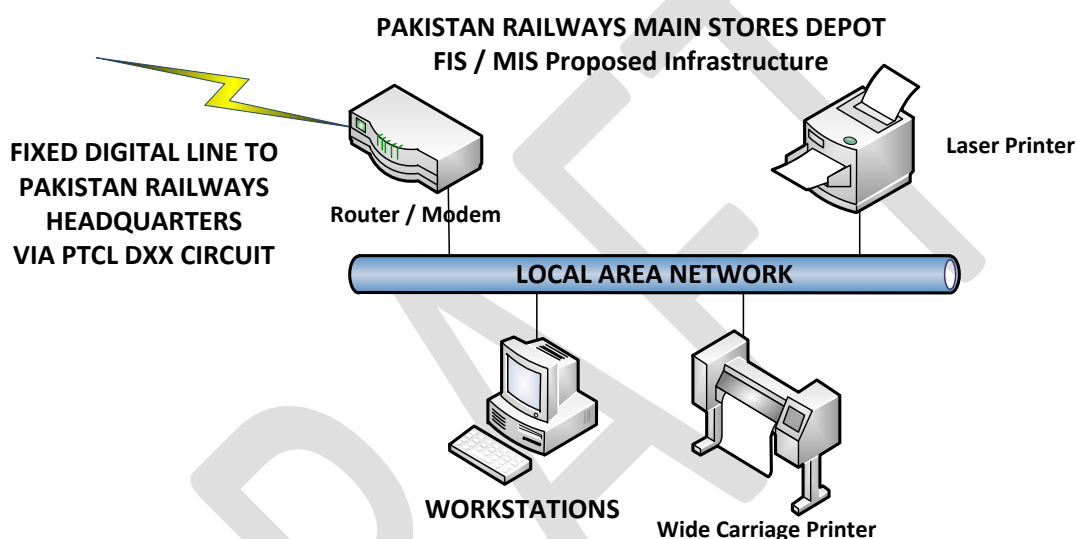 PAKISTAN RAILWAYS MAIN STORES DEPOT
FIS / MIS Proposed Infrastructure
FIXED DIGITAL LINE TO
PAKISTAN RAILWAYS
HEADQUARTERS
VIA PTCL DXX CIRCUIT
Router / Modem
Laser Printer
LOCAL AREA NETWORK
WORKSTATIONS
Wide Carriage Printer